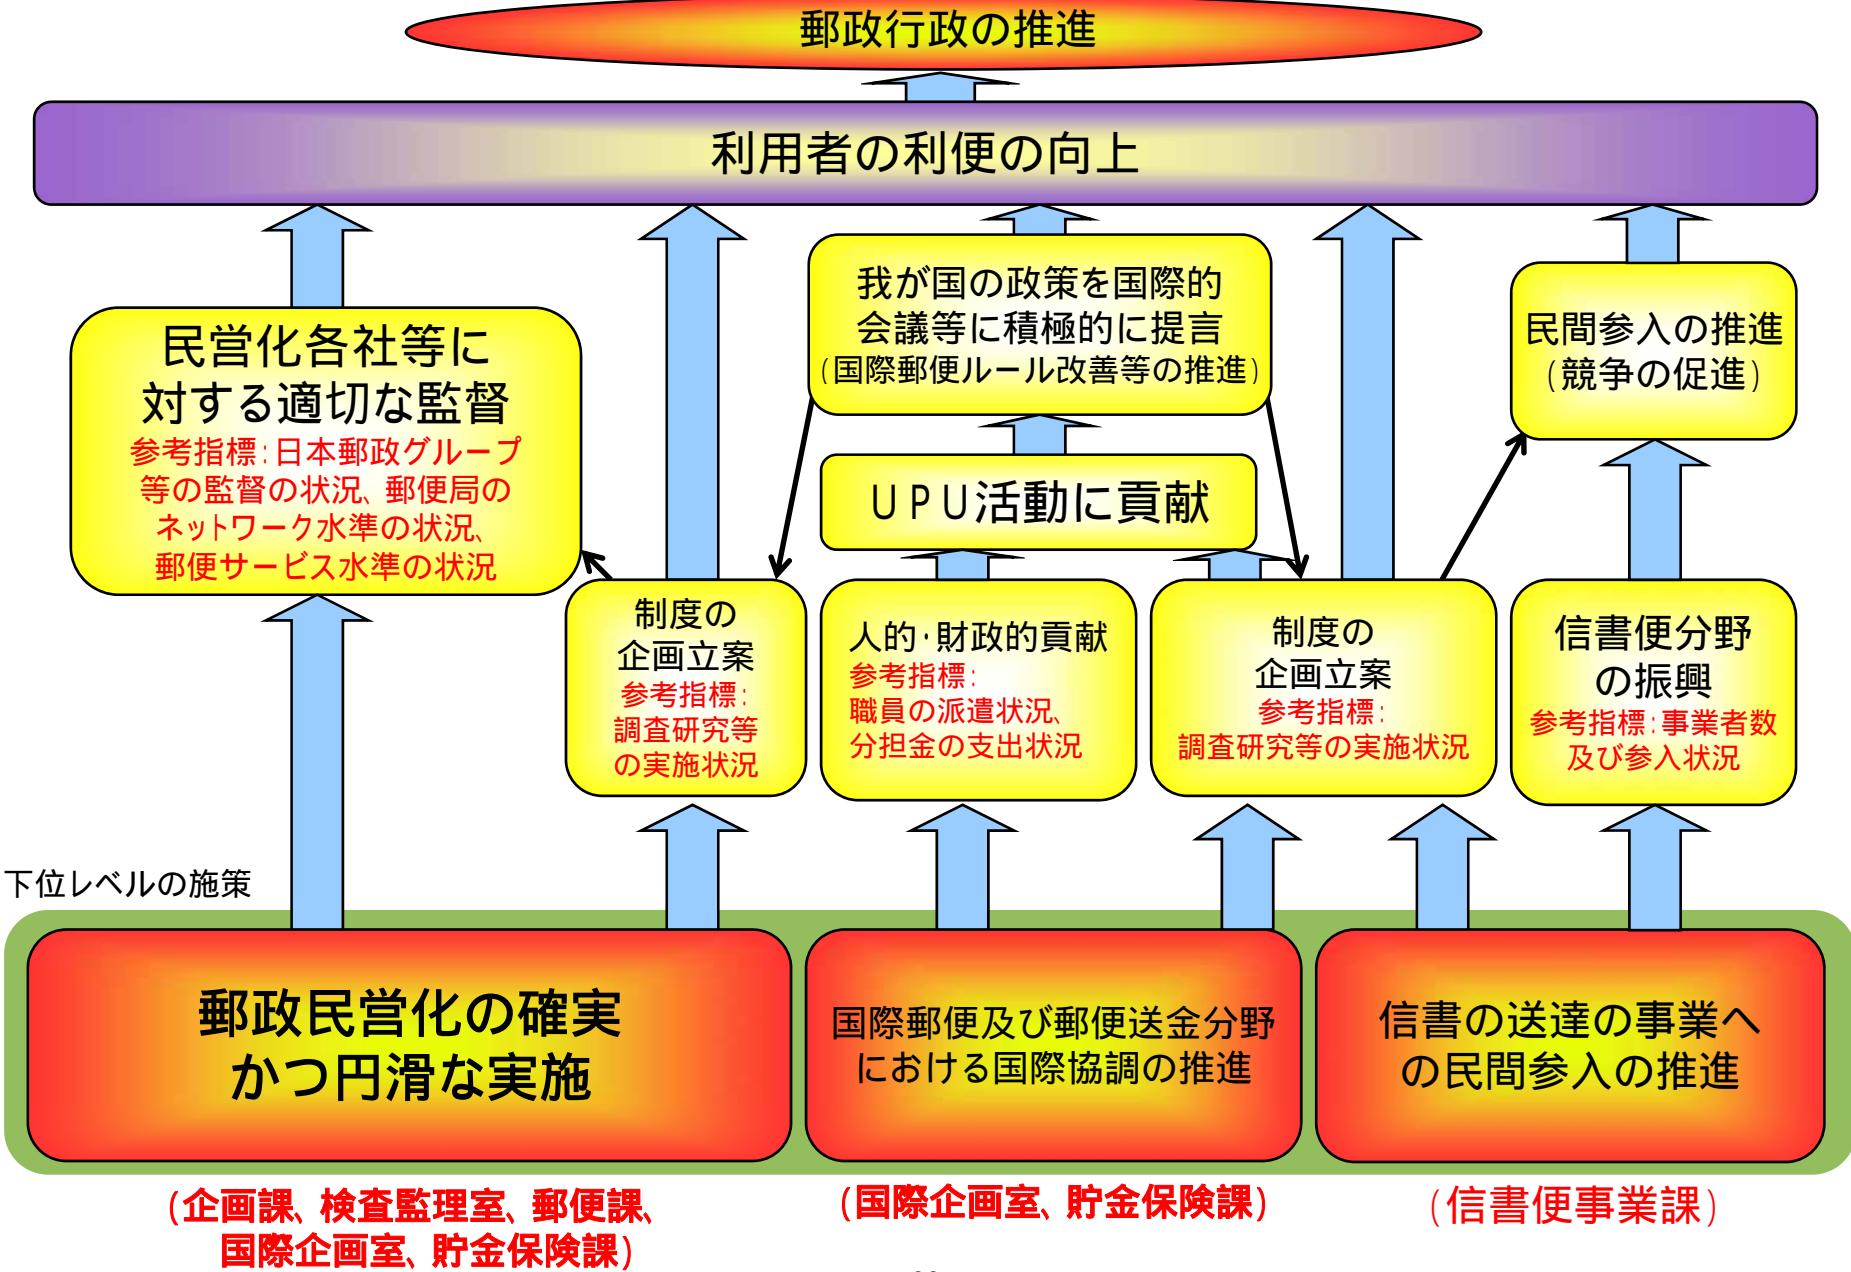 郵政行政の推進
利用者の利便の向上
民営化各社等に
対する適切な監督
参考指標：日本郵政グループ
等の監督の状況、郵便局の
ネットワーク水準の状況、
郵便サービス水準の状況
我が国の政策を国際的
会議等に積極的に提言
（国際郵便ルール改善等の推進）
民間参入の推進
（競争の促進）
ＵＰＵ活動に貢献
制度の
企画立案
参考指標：
調査研究等
の実施状況
人的・財政的貢献
参考指標：
職員の派遣状況、
分担金の支出状況
制度の
企画立案
参考指標：
調査研究等の実施状況
信書便分野
の振興
参考指標：事業者数
及び参入状況
下位レベルの施策
郵政民営化の確実
かつ円滑な実施
国際郵便及び郵便送金分野
における国際協調の推進
信書の送達の事業へ
の民間参入の推進
（企画課、検査監理室、郵便課、
国際企画室、貯金保険課）
（国際企画室、貯金保険課）
（信書便事業課）